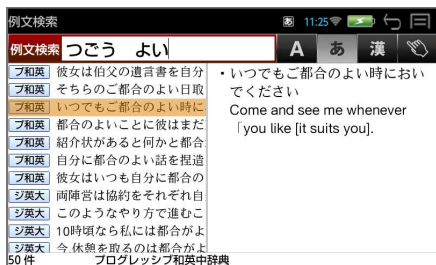 例文検索
あ 11:25
例文検索 つごう よい
A あ 漢
プ和英 彼女は伯父の遺言書を自分
プ和英 そちらのご都合のよい日取
プ和英 いつでもご都合のよい時に
プ和英 都合のよいことに彼はまだ
プ和英 紹介状があると何かと都合
プ和英 自分に都合のよい話を捏造
プ和英 彼女はいつも自分に都合の
ジ英大 両陣営は協約をそれぞれ自
ジ英大 このようなやり方で進むこ
ジ英大 10時頃なら私には都合がよ
ジ英大 今,休憩を取るのは都合がよ
・いつでもご都合のよい時におい
でください
Come and see me whenever
「you like [it suits you].
50 件 プログレッシブ和英中辞典